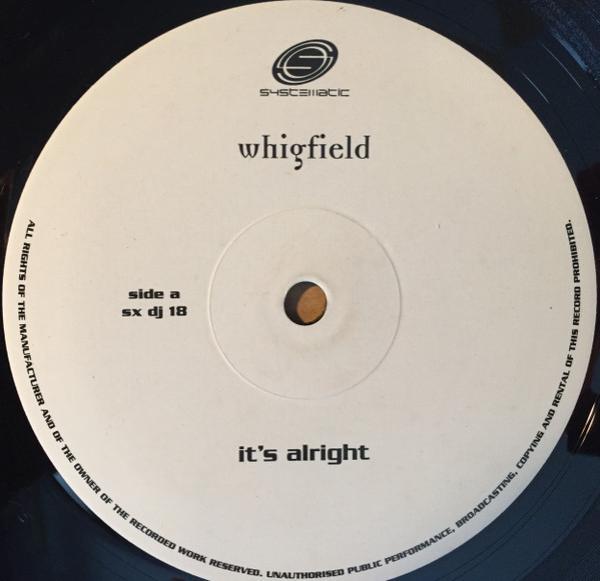 systematic
whigfield
side a
sx dj 18
it's alright
ALL RIGHTS OF THE MANUFACTURER AND OF THE OWNER OF THE RECORDED WORK RESERVED. UNAUTHORISED PUBLIC PERFORMANCE, BROADCASTING, COPYING AND RENTAL OF THIS RECORD PROHIBITED.